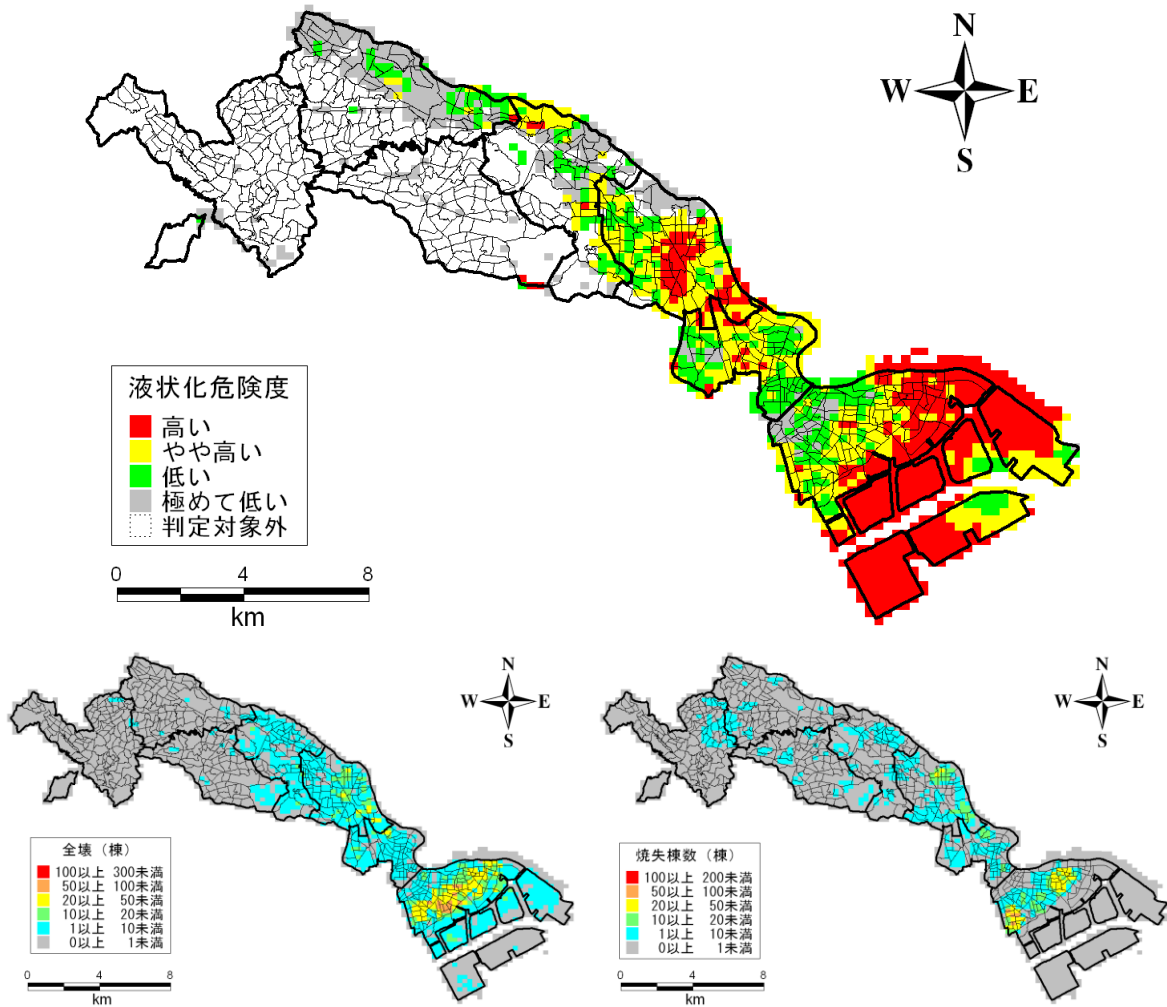 N
W E
S
液状化危険度
高い
やや高い
低い
極めて低い
判定対象外
0 4 8
km
N
W E
S
全壊（棟）
100以上 300未満
50以上 100未満
20以上 50未満
10以上 20未満
1以上 10未満
0以上 1未満
0 4 8
km
N
W E
S
焼失棟数（棟）
100以上 200未満
50以上 100未満
20以上 50未満
10以上 20未満
1以上 10未満
0以上 1未満
0 4 8
km